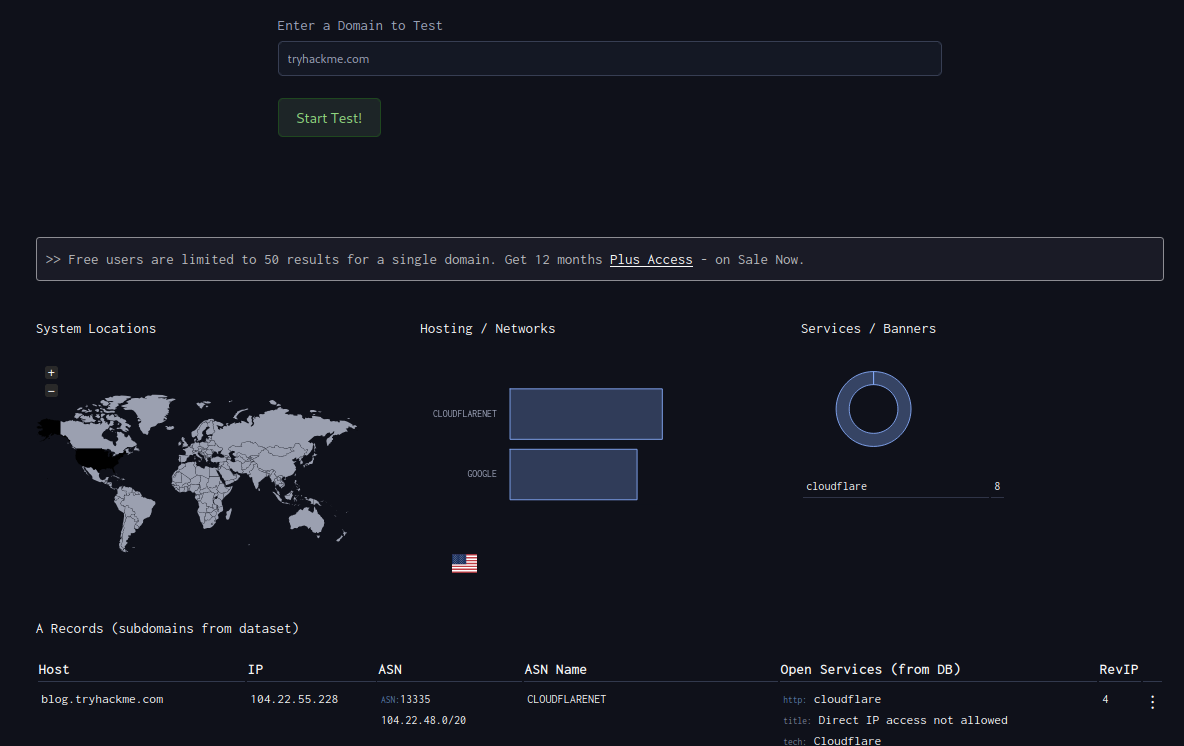 Enter a Domain to Test
tryhackme.com
Start Test!
>> Free users are limited to 50 results for a single domain. Get 12 months Plus Access - on Sale Now.
System Locations
Hosting / Networks
Services / Banners
+
−
CLOUDFLARENET
GOOGLE
cloudflare 8
A Records (subdomains from dataset)
Host IP ASN ASN Name Open Services (from DB) RevIP
blog.tryhackme.com 104.22.55.228 ASN:13335 CLOUDFLARENET http: cloudflare 4
104.22.48.0/20 title: Direct IP access not allowed
tech: Cloudflare